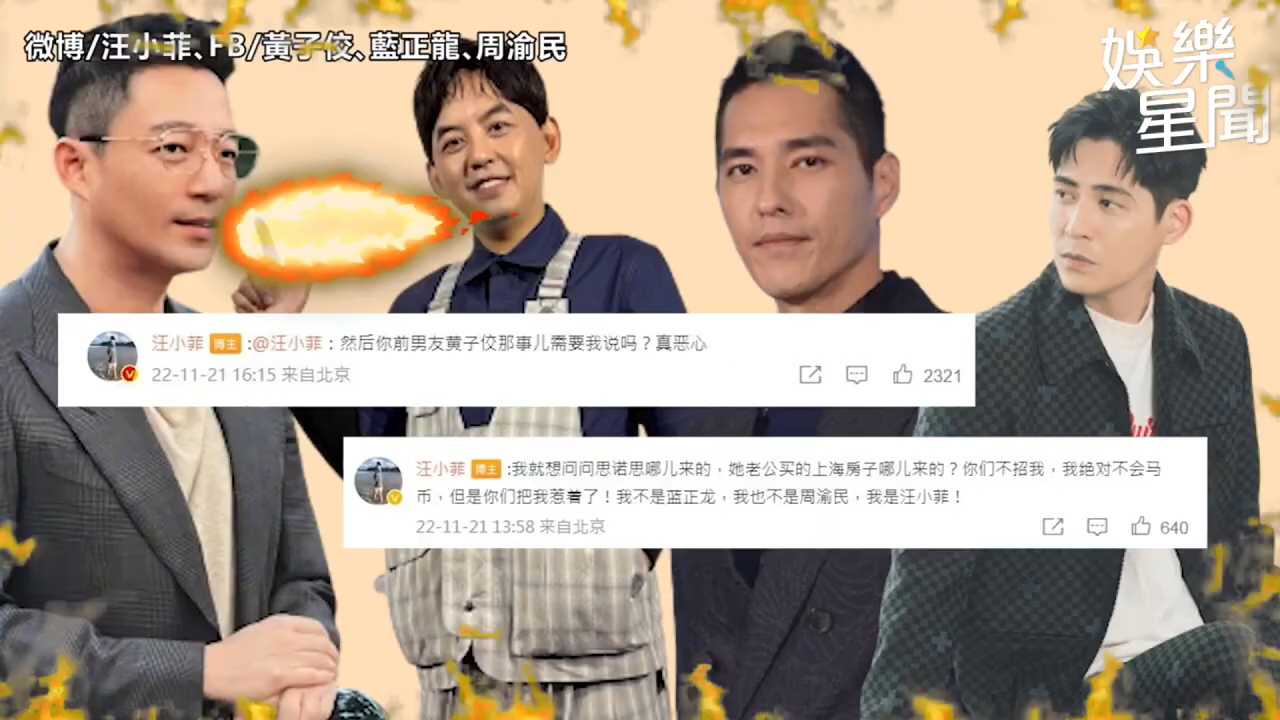 微博/汪小菲、FB/黃子佼、藍正龍、周渝民
娛樂
星聞
汪小菲 博主 :@汪小菲：然后你前男友黄子佼那事儿需要我说吗？真恶心
22-11-21 16:15 来自北京
2321
汪小菲 博主 :我就想问问思诺思哪儿来的，她老公买的上海房子哪儿来的？你们不招我，我绝对不会马
币，但是你们把我惹着了！我不是蓝正龙，我也不是周渝民，我是汪小菲！
22-11-21 13:58 来自北京
640